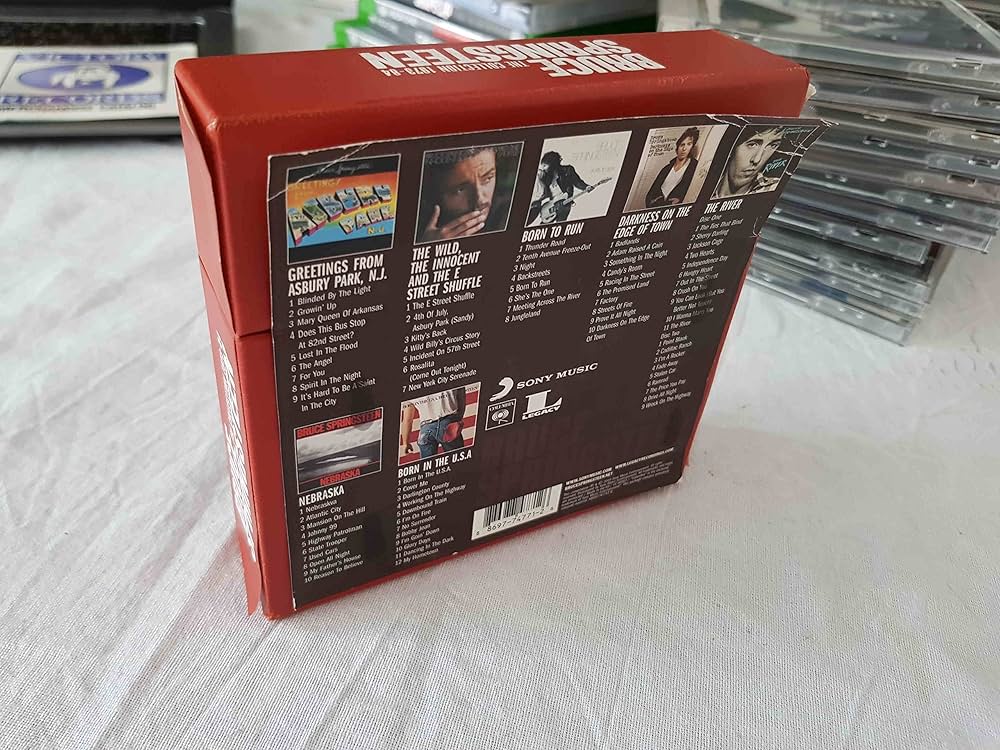 BRUCE
SPRINGSTEEN
THE COLLECTION 1973-84
GREETINGS FROM
ASBURY PARK, N.J.
1 Blinded By The Light
2 Growin' Up
3 Mary Queen Of Arkansas
4 Does This Bus Stop
At 82nd Street?
5 Lost In The Flood
6 The Angel
7 For You
8 Spirit In The Night
9 It's Hard To Be A Saint
In The City
THE WILD,
THE INNOCENT
AND THE E
STREET SHUFFLE
1 The E Street Shuffle
2 4th Of July,
Asbury Park (Sandy)
3 Kitty's Back
4 Wild Billy's Circus Story
5 Incident On 57th Street
6 Rosalita
(Come Out Tonight)
7 New York City Serenade
BORN TO RUN
1 Thunder Road
2 Tenth Avenue Freeze-Out
3 Night
4 Backstreets
5 Born To Run
6 She's The One
7 Meeting Across The River
8 Jungleland
DARKNESS ON THE
EDGE OF TOWN
1 Badlands
2 Adam Raised A Cain
3 Something In The Night
4 Candy's Room
5 Racing In The Street
6 The Promised Land
7 Factory
8 Streets Of Fire
9 Prove It All Night
10 Darkness On The Edge
Of Town
THE RIVER
Disc One
1 The Ties That Bind
2 Sherry Darling
3 Jackson Cage
4 Two Hearts
5 Independence Day
6 Hungry Heart
7 Out In The Street
8 Crush On You
9 You Can Look But You
Better Not Touch
10 I Wanna Marry You
11 The River
Disc Two
1 Point Blank
2 Cadillac Ranch
3 I'm A Rocker
4 Fade Away
5 Stolen Car
6 Ramrod
7 The Price You Pay
8 Drive All Night
9 Wreck On The Highway
SONY MUSIC
COLUMBIA
LEGACY
BRUCE SPRINGSTEEN
NEBRASKA
NEBRASKA
1 Nebraska
2 Atlantic City
3 Mansion On The Hill
4 Johnny 99
5 Highway Patrolman
6 State Trooper
7 Used Cars
8 Open All Night
9 My Father's House
10 Reason To Believe
BORN IN THE U.S.A
1 Born In The U.S.A
2 Cover Me
3 Darlington County
4 Working On The Highway
5 Downbound Train
6 I'm On Fire
7 No Surrender
8 Bobby Jean
9 I'm Goin' Down
10 Glory Days
11 Dancing In The Dark
12 My Hometown
WWW.SONYMUSIC.COM WWW.LEGACYRECORDINGS.COM
BRUCESPRINGSTEEN.NET
8 8697-74771-2 8